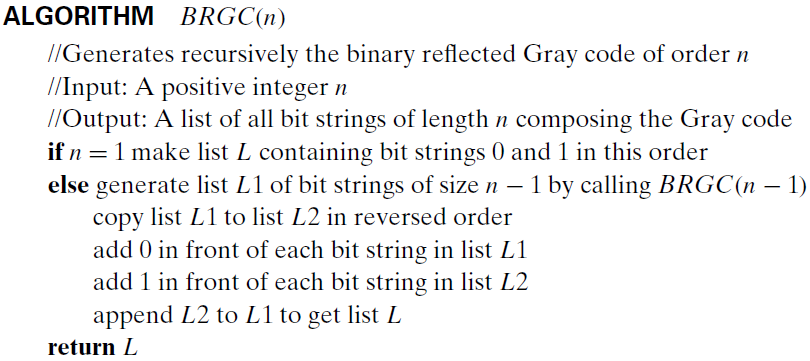 ALGORITHM BRGC(n)
//Generates recursively the binary reflected Gray code of order n
//Input: A positive integer n
//Output: A list of all bit strings of length n composing the Gray code
if n = 1 make list L containing bit strings 0 and 1 in this order
else generate list L1 of bit strings of size n − 1 by calling BRGC(n − 1)
copy list L1 to list L2 in reversed order
add 0 in front of each bit string in list L1
add 1 in front of each bit string in list L2
append L2 to L1 to get list L
return L